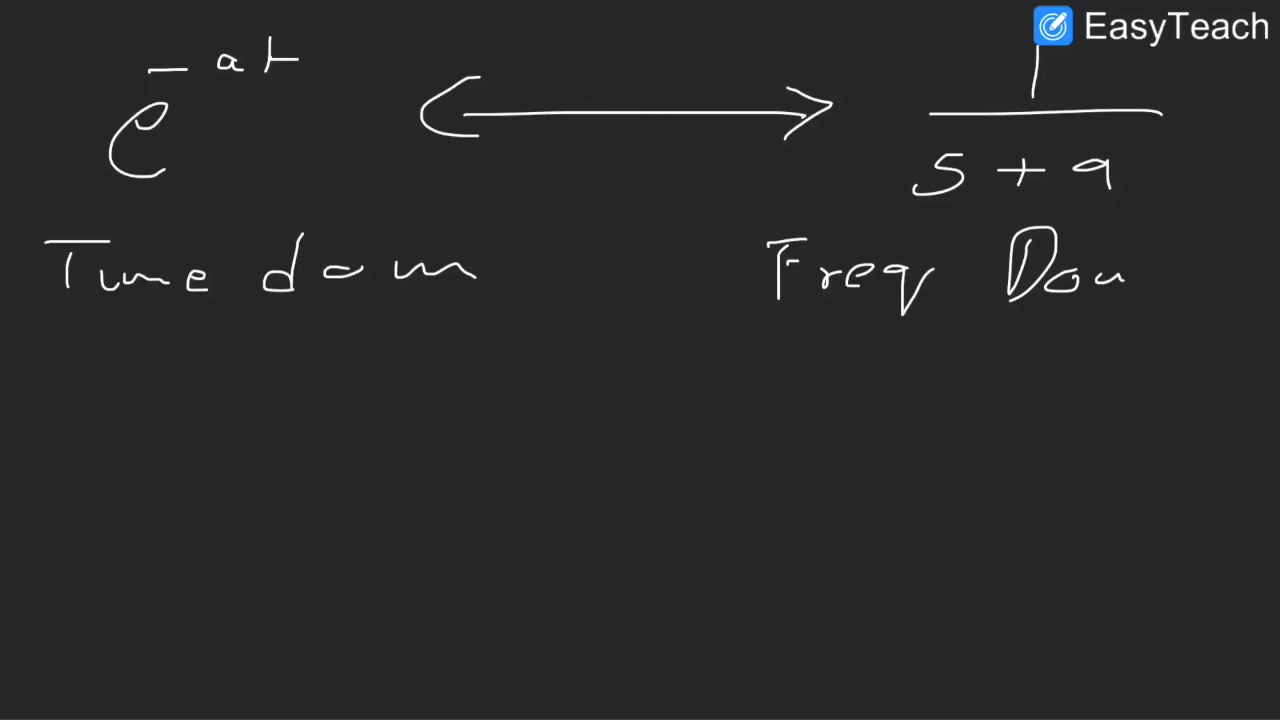 EasyTeach
e^{-at} ⟷ 1/(s+a)
Time dom Freq Dom